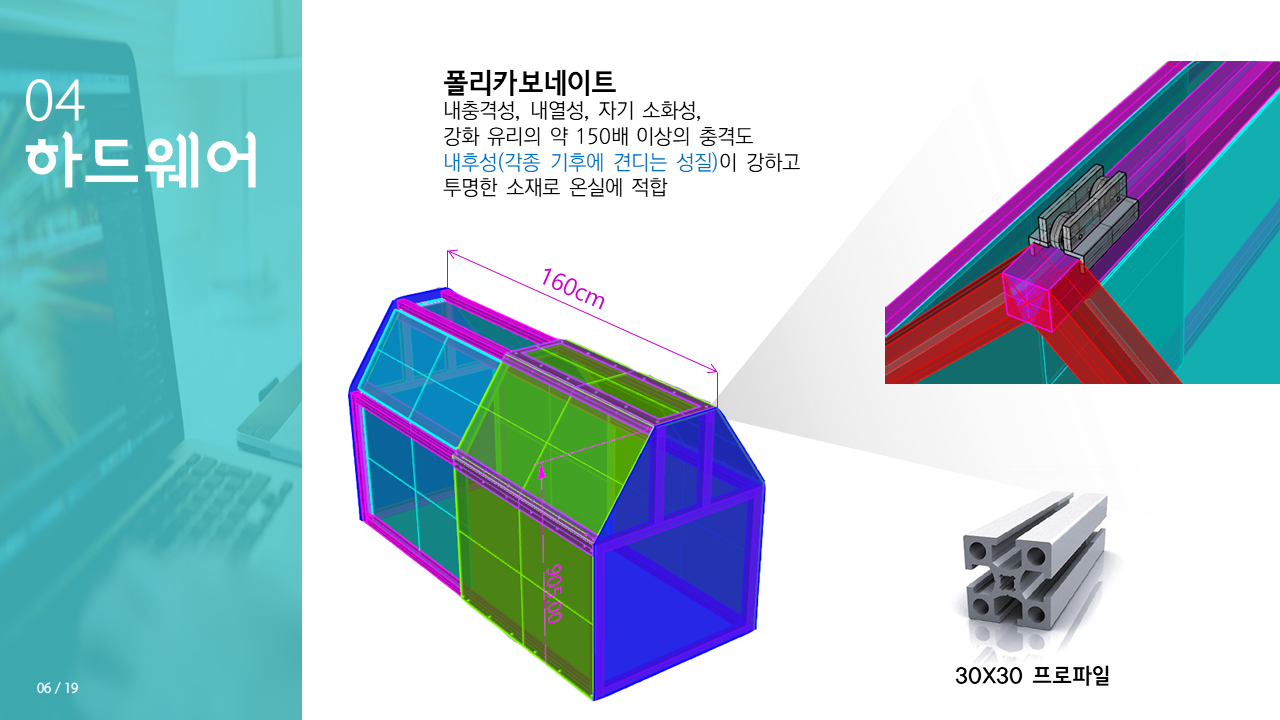 04
하드웨어
폴리카보네이트
내충격성, 내열성, 자기 소화성,
강화 유리의 약 150배 이상의 충격도
내후성(각종 기후에 견디는 성질)이 강하고
투명한 소재로 온실에 적합
160cm
905.00
30X30 프로파일
06 / 19